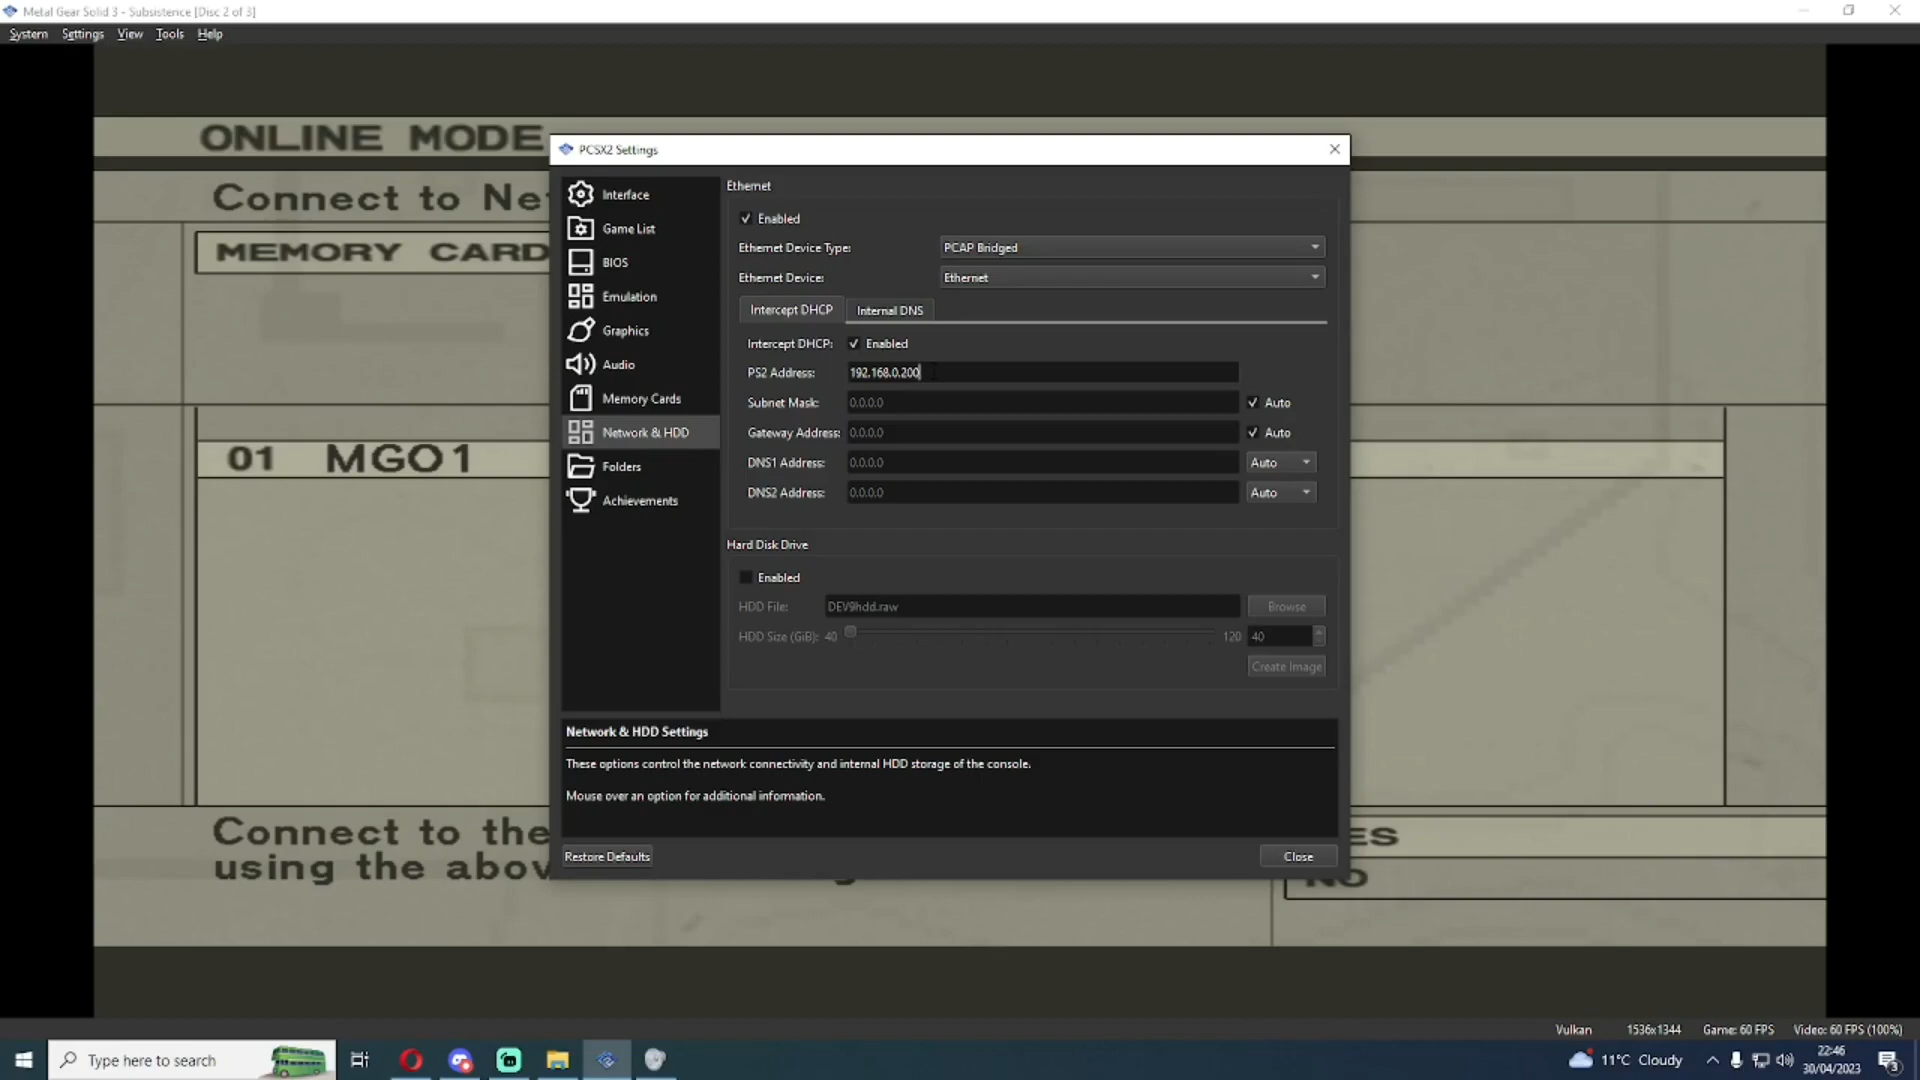 Metal Gear Solid 3 - Subsistence [Disc 2 of 3]
System Settings View Tools Help
ONLINE MODE
Connect to Ne
MEMORY CARD
01 MGO1
Connect to the
using the abov
ES
NO
PCSX2 Settings
Interface
Game List
BIOS
Emulation
Graphics
Audio
Memory Cards
Network & HDD
Folders
Achievements
Ethernet
Enabled
Ethernet Device Type: PCAP Bridged
Ethernet Device: Ethernet
Intercept DHCP Internal DNS
Intercept DHCP: Enabled
PS2 Address: 192.168.0.200
Subnet Mask: 0.0.0.0 Auto
Gateway Address: 0.0.0.0 Auto
DNS1 Address: 0.0.0.0 Auto
DNS2 Address: 0.0.0.0 Auto
Hard Disk Drive
Enabled
HDD File: DEV9hdd.raw Browse
HDD Size (GiB): 40 120 40
Create Image
Network & HDD Settings
These options control the network connectivity and internal HDD storage of the console.
Mouse over an option for additional information.
Restore Defaults Close
Vulkan 1536x1344 Game: 60 FPS Video: 60 FPS (100%)
Type here to search
11°C Cloudy
22:46
30/04/2023
3